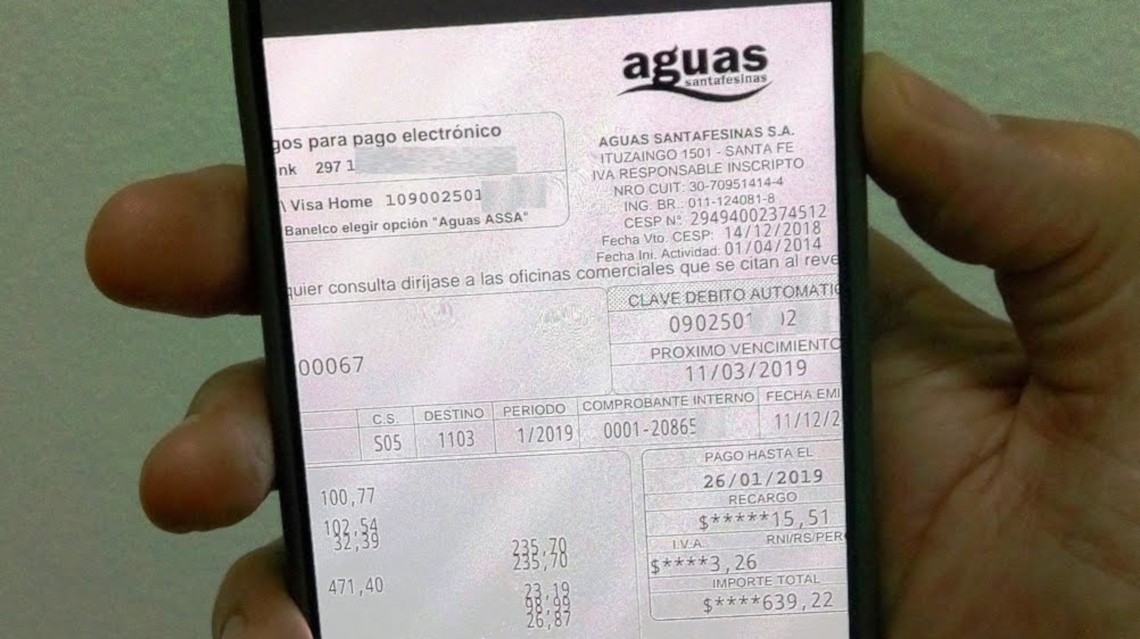 aguas
santafesinas
gos para pago electrónico
nk 297 1
\ Visa Home 109002501
Banelco elegir opción "Aguas ASSA"
AGUAS SANTAFESINAS S.A.
ITUZAINGO 1501 - SANTA FE
IVA RESPONSABLE INSCRIPTO
NRO CUIT: 30-70951414-4
ING. BR.: 011-124081-8
CESP N°: 29494002374512
Fecha Vto. CESP: 14/12/2018
Fecha Ini. Actividad: 01/04/2014
quier consulta diríjase a las oficinas comerciales que se citan al reve
CLAVE DEBITO AUTOMATIC
0902501 02
PROXIMO VENCIMIENTO
11/03/2019
00067
C.S. DESTINO PERIODO COMPROBANTE INTERNO FECHA EMI
S05 1103 1/2019 0001-20865 11/12/2
PAGO HASTA EL
26/01/2019
RECARGO
$*****15,51
I.V.A. RNI/RS/PER
$****3,26
IMPORTE TOTAL
$****639,22
100,77
102,54
32,39
471,40
235,70
235,70
23,19
98,99
26,87